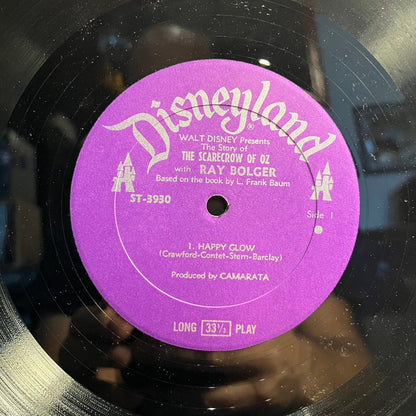 Disneyland®
WALT DISNEY Presents
The Story of
THE SCARECROW OF OZ
with RAY BOLGER
Based on the book by L. Frank Baum
ST-3930
Side 1
1. HAPPY GLOW
(Crawford-Contet-Stern-Barclay)
Produced by CAMARATA
LONG 33⅓ PLAY